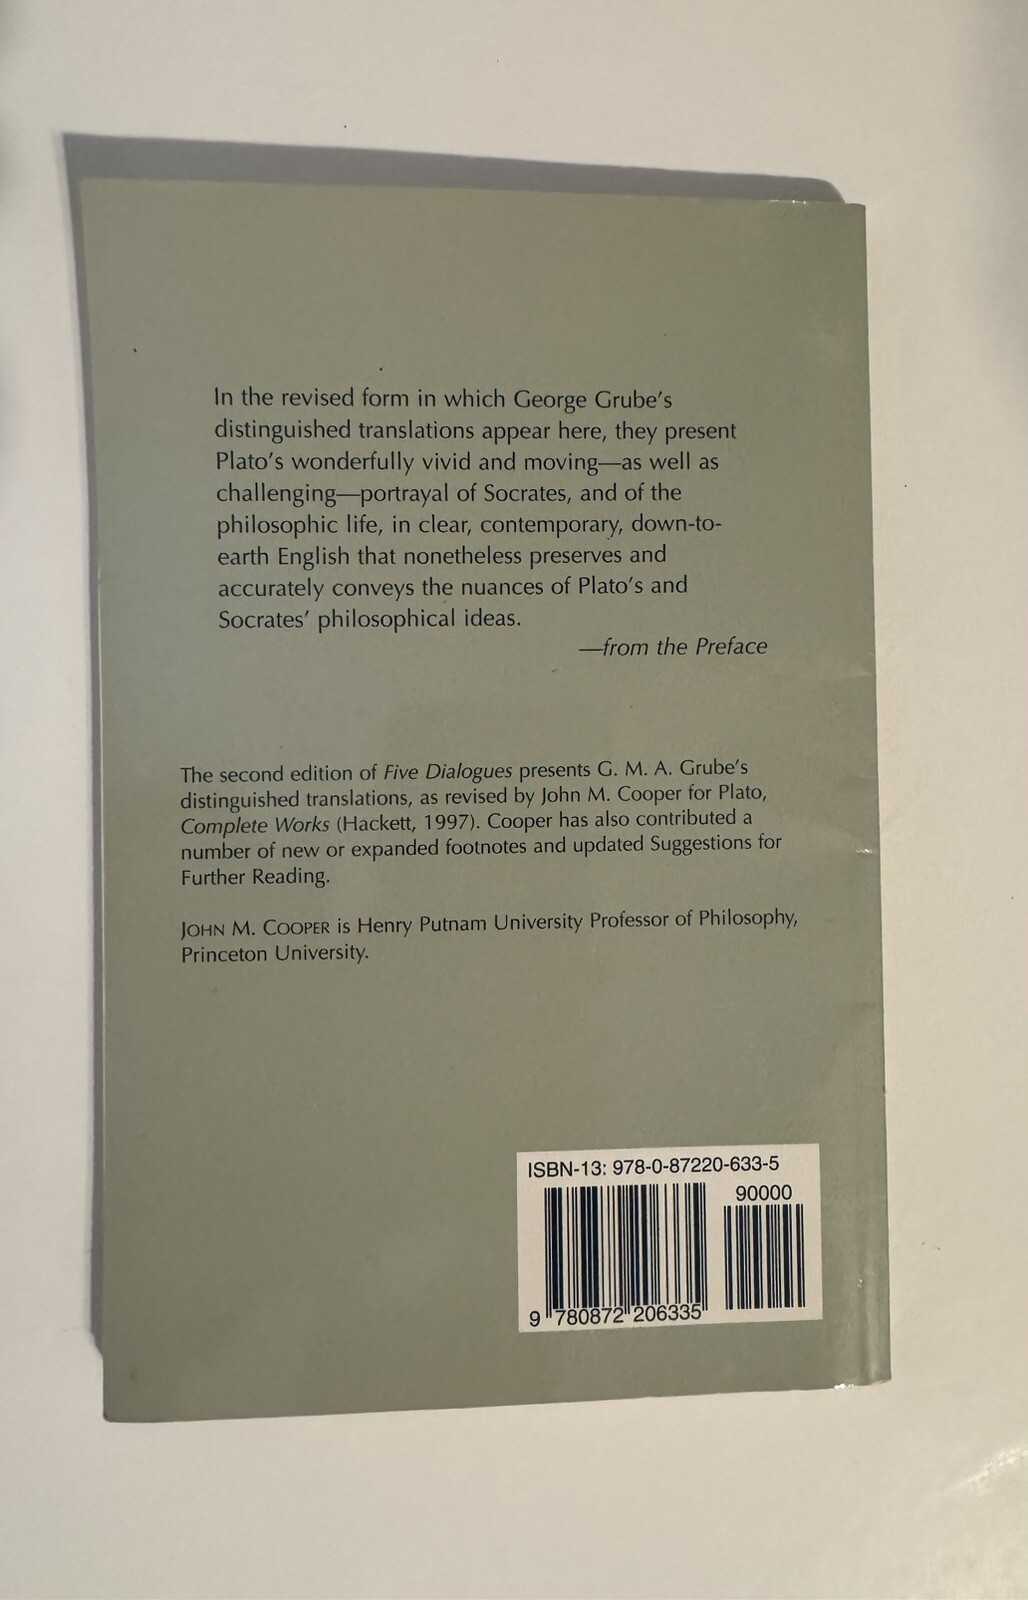 In the revised form in which George Grube's
distinguished translations appear here, they present
Plato's wonderfully vivid and moving—as well as
challenging—portrayal of Socrates, and of the
philosophic life, in clear, contemporary, down-to-
earth English that nonetheless preserves and
accurately conveys the nuances of Plato's and
Socrates' philosophical ideas.
—from the Preface
The second edition of Five Dialogues presents G. M. A. Grube's
distinguished translations, as revised by John M. Cooper for Plato,
Complete Works (Hackett, 1997). Cooper has also contributed a
number of new or expanded footnotes and updated Suggestions for
Further Reading.
JOHN M. COOPER is Henry Putnam University Professor of Philosophy,
Princeton University.
ISBN-13: 978-0-87220-633-5
90000
9 780872 206335